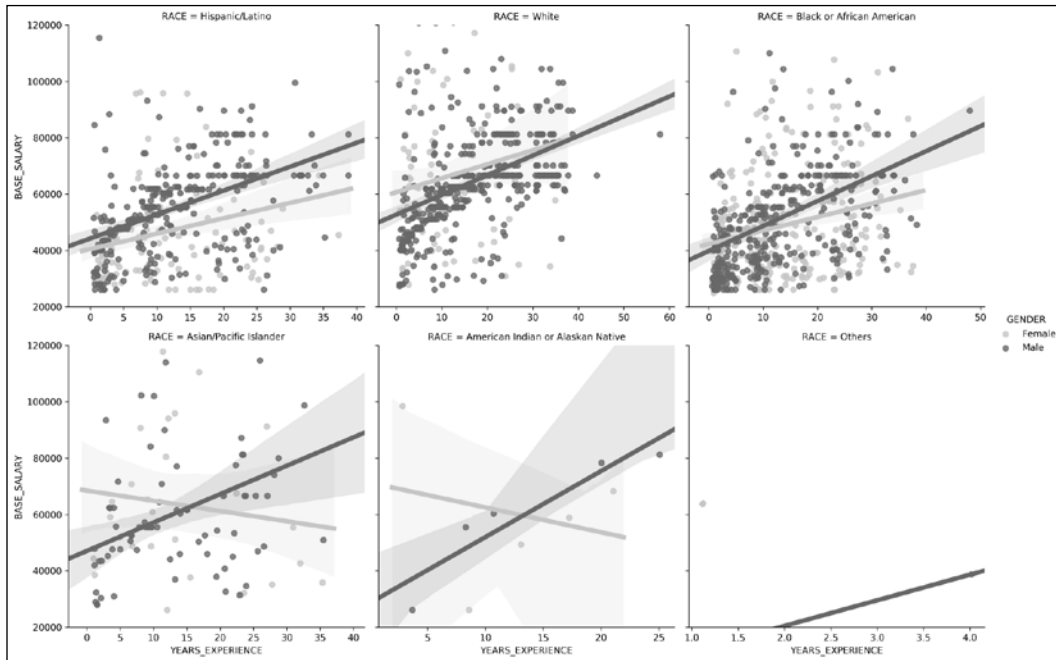 RACE = Hispanic/Latino
RACE = White
RACE = Black or African American
120000
100000
80000
60000
40000
20000
BASE_SALARY
0 5 10 15 20 25 30 35 40
0 10 20 30 40 50 60
0 10 20 30 40 50
GENDER
Female
Male
RACE = Asian/Pacific Islander
RACE = American Indian or Alaskan Native
RACE = Others
120000
100000
80000
60000
40000
20000
BASE_SALARY
0 5 10 15 20 25 30 35 40
5 10 15 20 25
1.0 1.5 2.0 2.5 3.0 3.5 4.0
YEARS_EXPERIENCE
YEARS_EXPERIENCE
YEARS_EXPERIENCE